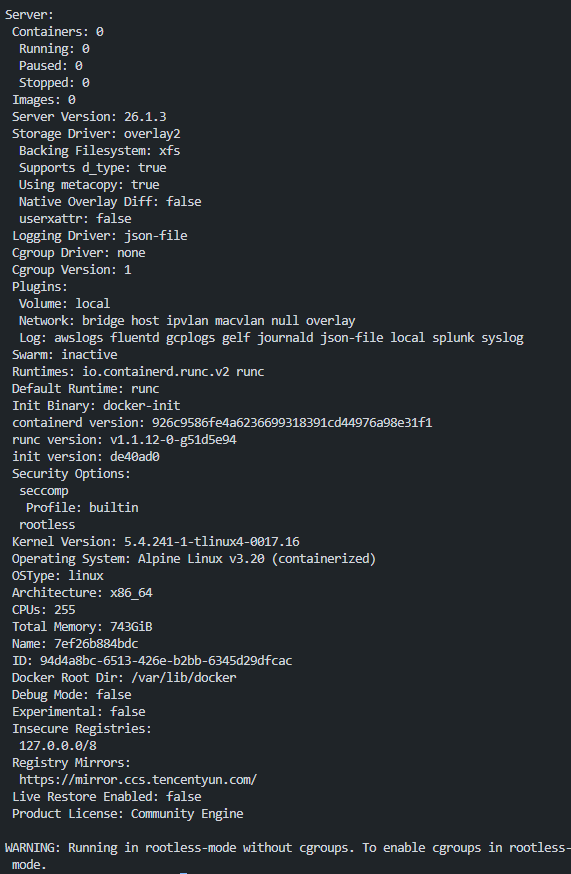 Server:
 Containers: 0
  Running: 0
  Paused: 0
  Stopped: 0
 Images: 0
 Server Version: 26.1.3
 Storage Driver: overlay2
  Backing Filesystem: xfs
  Supports d_type: true
  Using metacopy: true
  Native Overlay Diff: false
  userxattr: false
 Logging Driver: json-file
 Cgroup Driver: none
 Cgroup Version: 1
 Plugins:
  Volume: local
  Network: bridge host ipvlan macvlan null overlay
  Log: awslogs fluentd gcplogs gelf journald json-file local splunk syslog
 Swarm: inactive
 Runtimes: io.containerd.runc.v2 runc
 Default Runtime: runc
 Init Binary: docker-init
 containerd version: 926c9586fe4a6236699318391cd44976a98e31f1
 runc version: v1.1.12-0-g51d5e94
 init version: de40ad0
 Security Options:
  seccomp
   Profile: builtin
  rootless
 Kernel Version: 5.4.241-1-tlinux4-0017.16
 Operating System: Alpine Linux v3.20 (containerized)
 OSType: linux
 Architecture: x86_64
 CPUs: 255
 Total Memory: 743GiB
 Name: 7ef26b884bdc
 ID: 94d4a8bc-6513-426e-b2bb-6345d29dfcac
 Docker Root Dir: /var/lib/docker
 Debug Mode: false
 Experimental: false
 Insecure Registries:
  127.0.0.0/8
 Registry Mirrors:
  https://mirror.ccs.tencentyun.com/
 Live Restore Enabled: false
 Product License: Community Engine

WARNING: Running in rootless-mode without cgroups. To enable cgroups in rootless-
 mode.